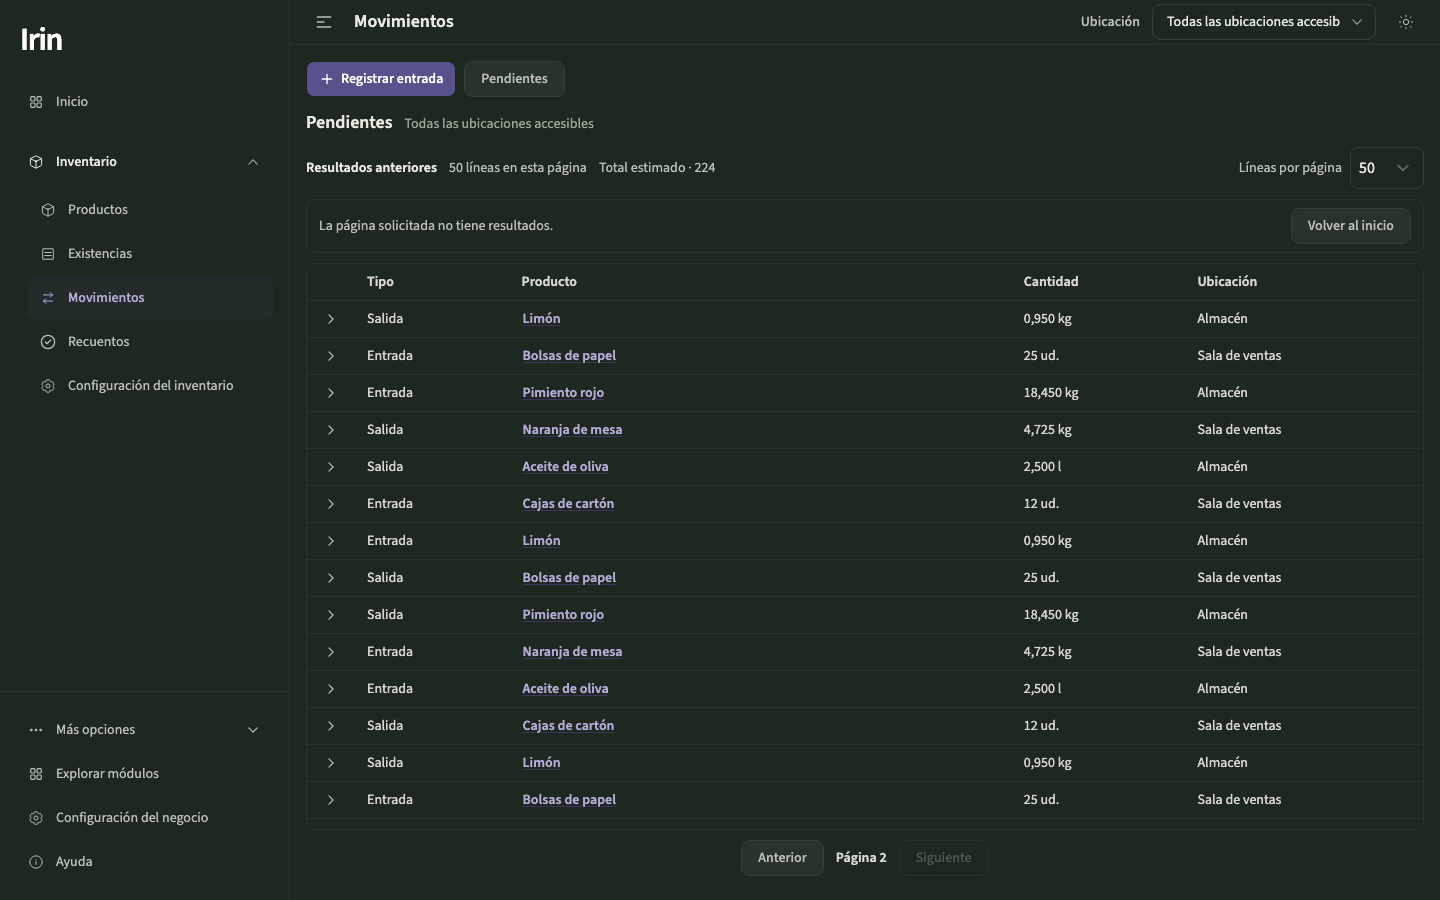 Irin
Inicio
Inventario
Productos
Existencias
Movimientos
Recuentos
Configuración del inventario
Más opciones
Explorar módulos
Configuración del negocio
Ayuda
Movimientos
Ubicación Todas las ubicaciones accesib
Registrar entrada Pendientes
Pendientes Todas las ubicaciones accesibles
Resultados anteriores 50 líneas en esta página Total estimado · 224 Líneas por página 50
La página solicitada no tiene resultados. Volver al inicio
Tipo Producto Cantidad Ubicación
Salida Limón 0,950 kg Almacén
Entrada Bolsas de papel 25 ud. Sala de ventas
Entrada Pimiento rojo 18,450 kg Almacén
Salida Naranja de mesa 4,725 kg Sala de ventas
Salida Aceite de oliva 2,500 l Almacén
Entrada Cajas de cartón 12 ud. Sala de ventas
Entrada Limón 0,950 kg Almacén
Salida Bolsas de papel 25 ud. Sala de ventas
Salida Pimiento rojo 18,450 kg Almacén
Entrada Naranja de mesa 4,725 kg Sala de ventas
Entrada Aceite de oliva 2,500 l Almacén
Salida Cajas de cartón 12 ud. Sala de ventas
Salida Limón 0,950 kg Almacén
Entrada Bolsas de papel 25 ud. Sala de ventas
Anterior Página 2 Siguiente